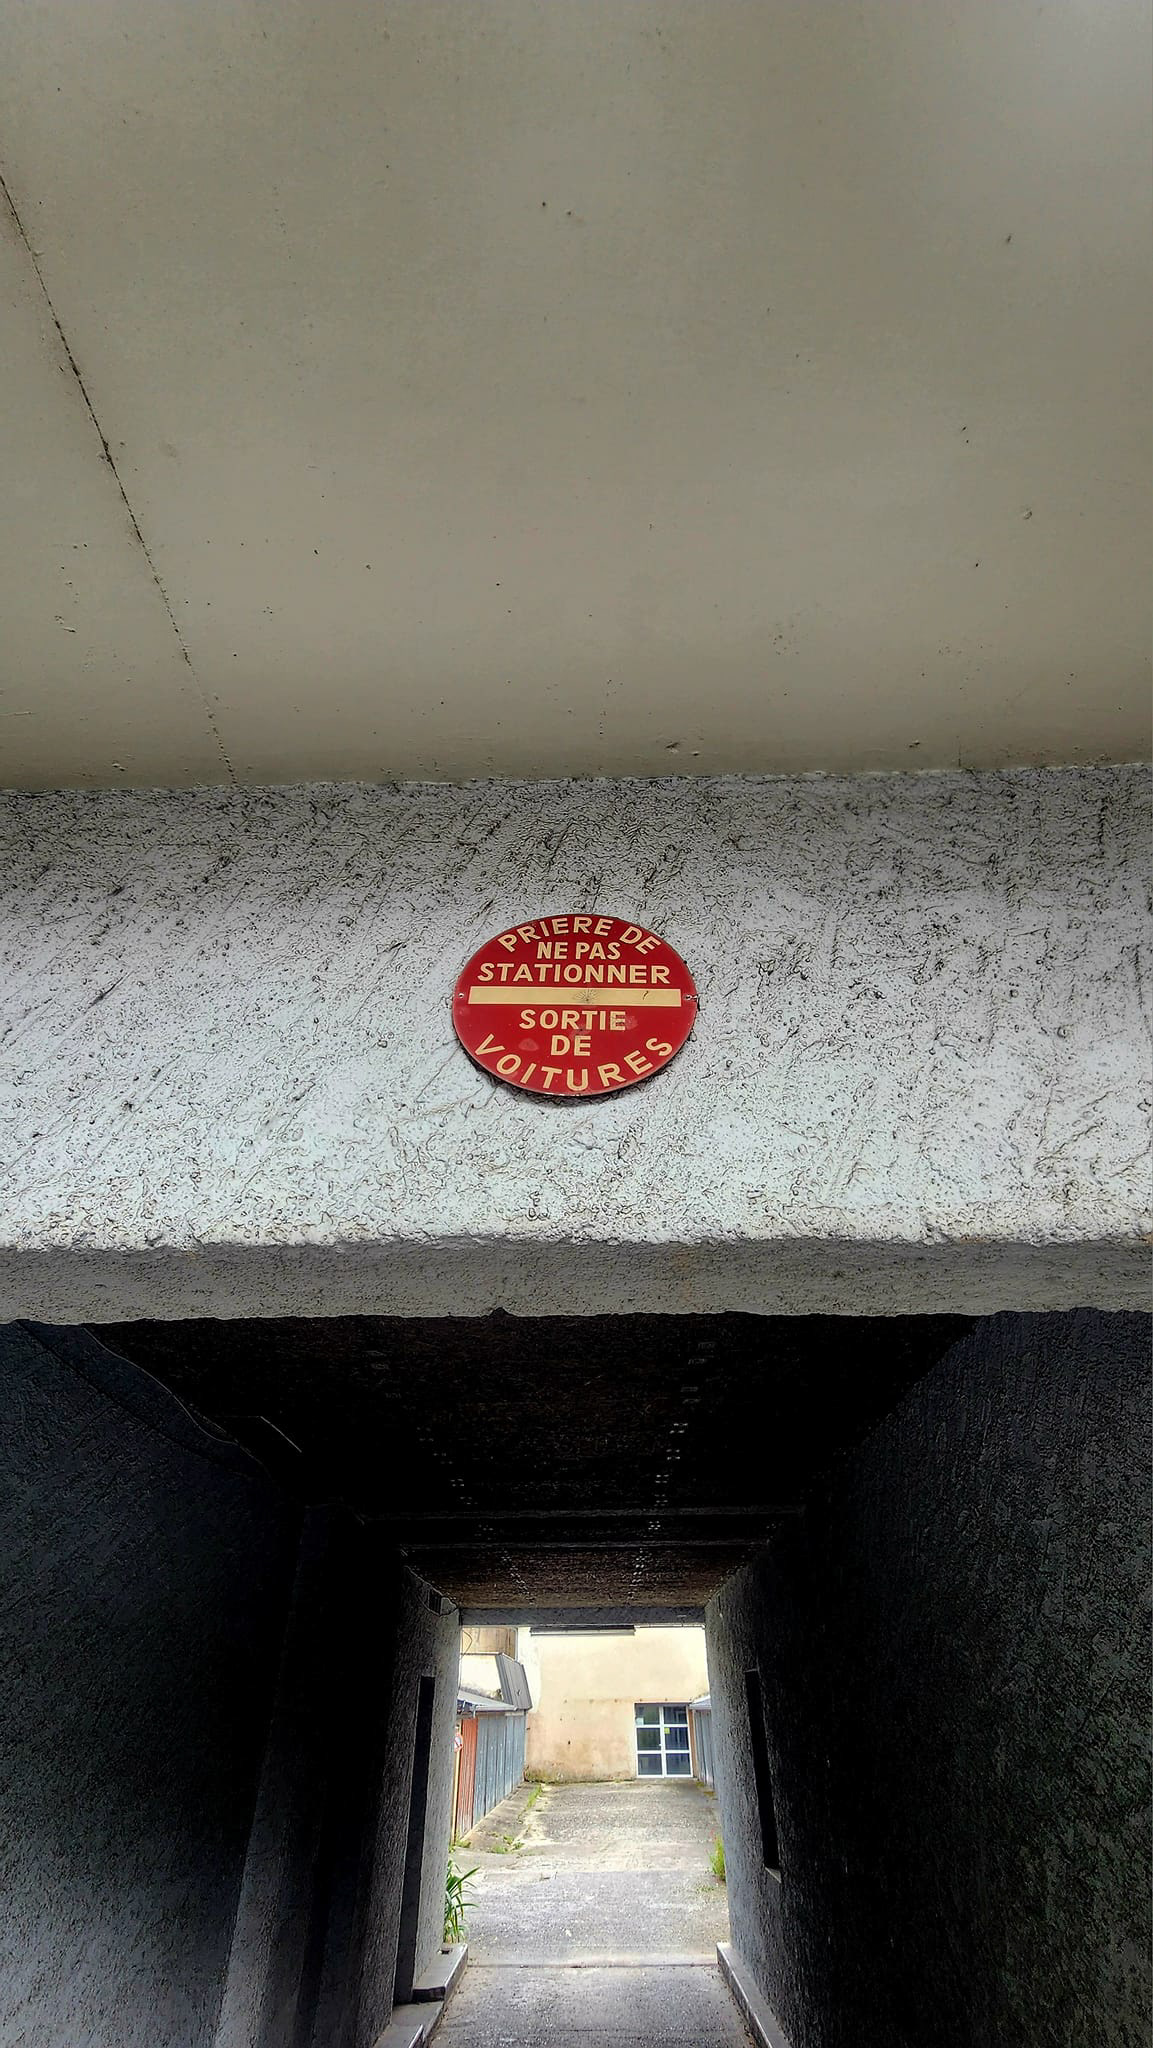 PRIERE DE
NE PAS
STATIONNER
SORTIE
DE
VOITURES